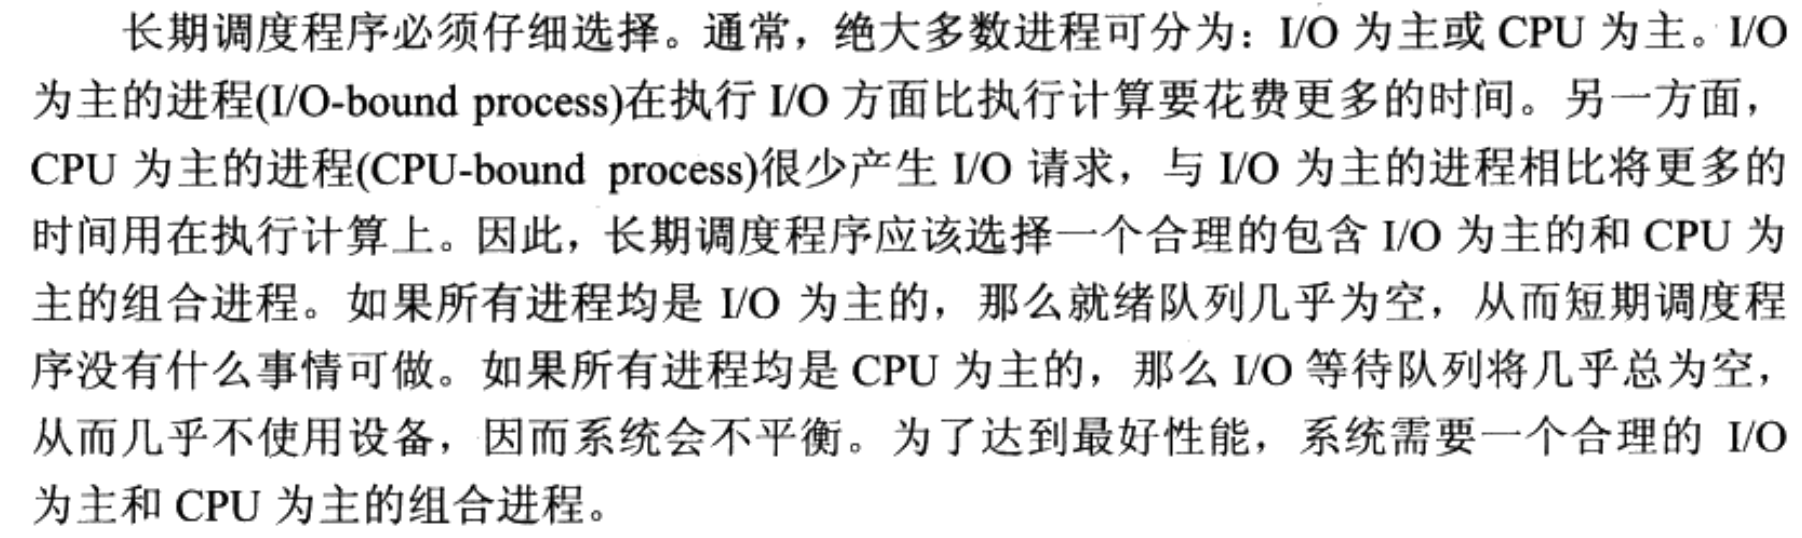 长期调度程序必须仔细选择。通常，绝大多数进程可分为：I/O 为主或 CPU 为主。I/O
为主的进程(I/O-bound process)在执行 I/O 方面比执行计算要花费更多的时间。另一方面，
CPU 为主的进程(CPU-bound process)很少产生 I/O 请求，与 I/O 为主的进程相比将更多的
时间用在执行计算上。因此，长期调度程序应该选择一个合理的包含 I/O 为主的和 CPU 为
主的组合进程。如果所有进程均是 I/O 为主的，那么就绪队列几乎为空，从而短期调度程
序没有什么事情可做。如果所有进程均是 CPU 为主的，那么 I/O 等待队列将几乎总为空，
从而几乎不使用设备，因而系统会不平衡。为了达到最好性能，系统需要一个合理的 I/O
为主和 CPU 为主的组合进程。